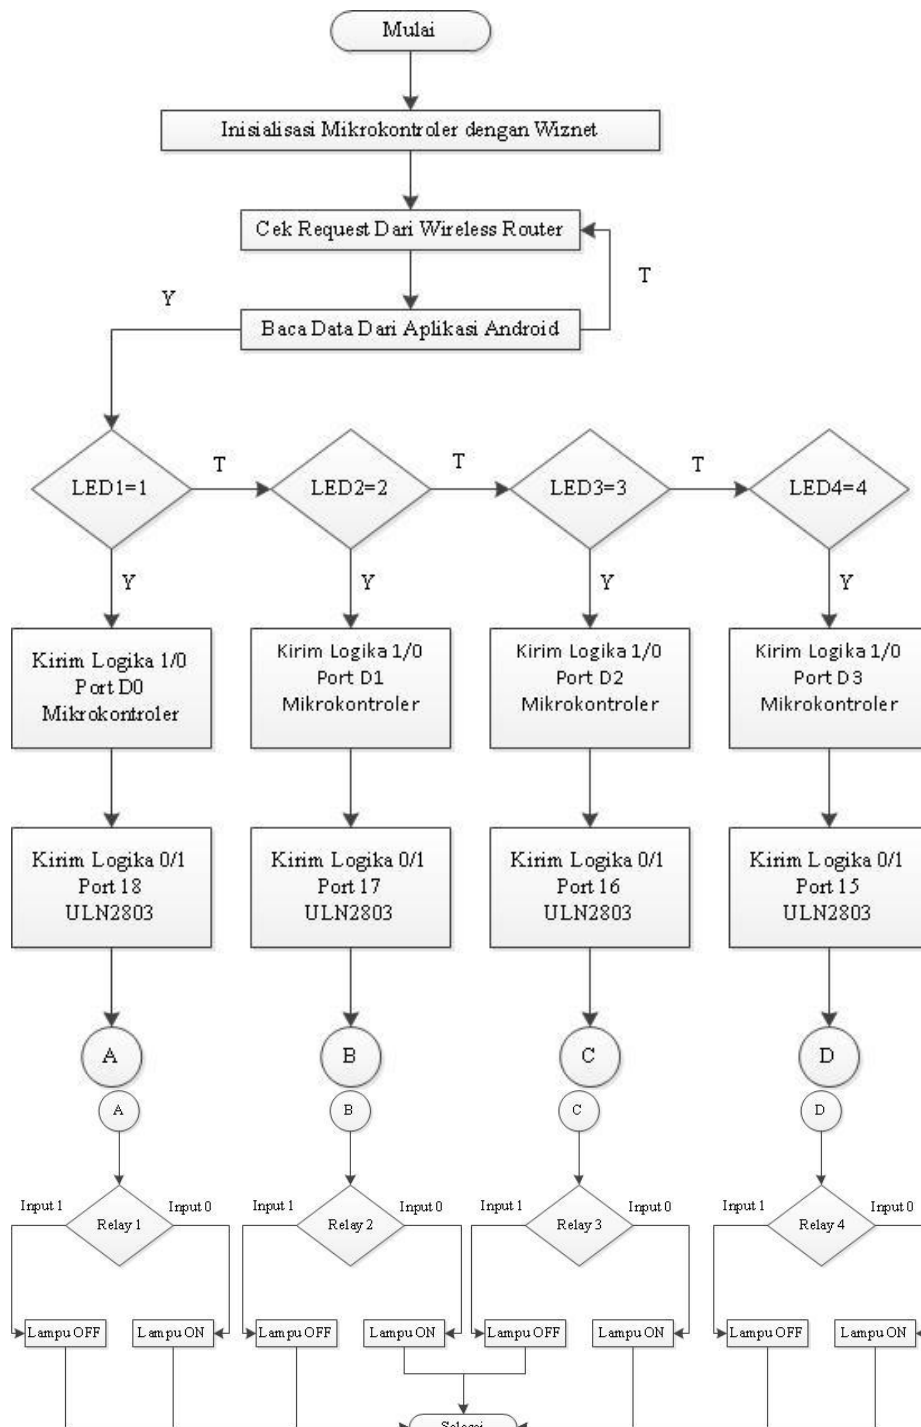 Mulai
Inisialisasi Mikrokontroler dengan Wiznet
Cek Request Dari Wireless Router
T
Y
Baca Data Dari Aplikasi Android
LED1=1
T
LED2=2
T
LED3=3
T
LED4=4
Y
Y
Y
Y
Kirim Logika 1/0
Port D0
Mikrokontroler
Kirim Logika 1/0
Port D1
Mikrokontroler
Kirim Logika 1/0
Port D2
Mikrokontroler
Kirim Logika 1/0
Port D3
Mikrokontroler
Kirim Logika 0/1
Port 18
ULN2803
Kirim Logika 0/1
Port 17
ULN2803
Kirim Logika 0/1
Port 16
ULN2803
Kirim Logika 0/1
Port 15
ULN2803
A
B
C
D
A
B
C
D
Input 1
Relay 1
Input 0
Input 1
Relay 2
Input 0
Input 1
Relay 3
Input 0
Input 1
Relay 4
Input 0
Lampu OFF
Lampu ON
Lampu OFF
Lampu ON
Lampu OFF
Lampu ON
Lampu OFF
Lampu ON
Selesai